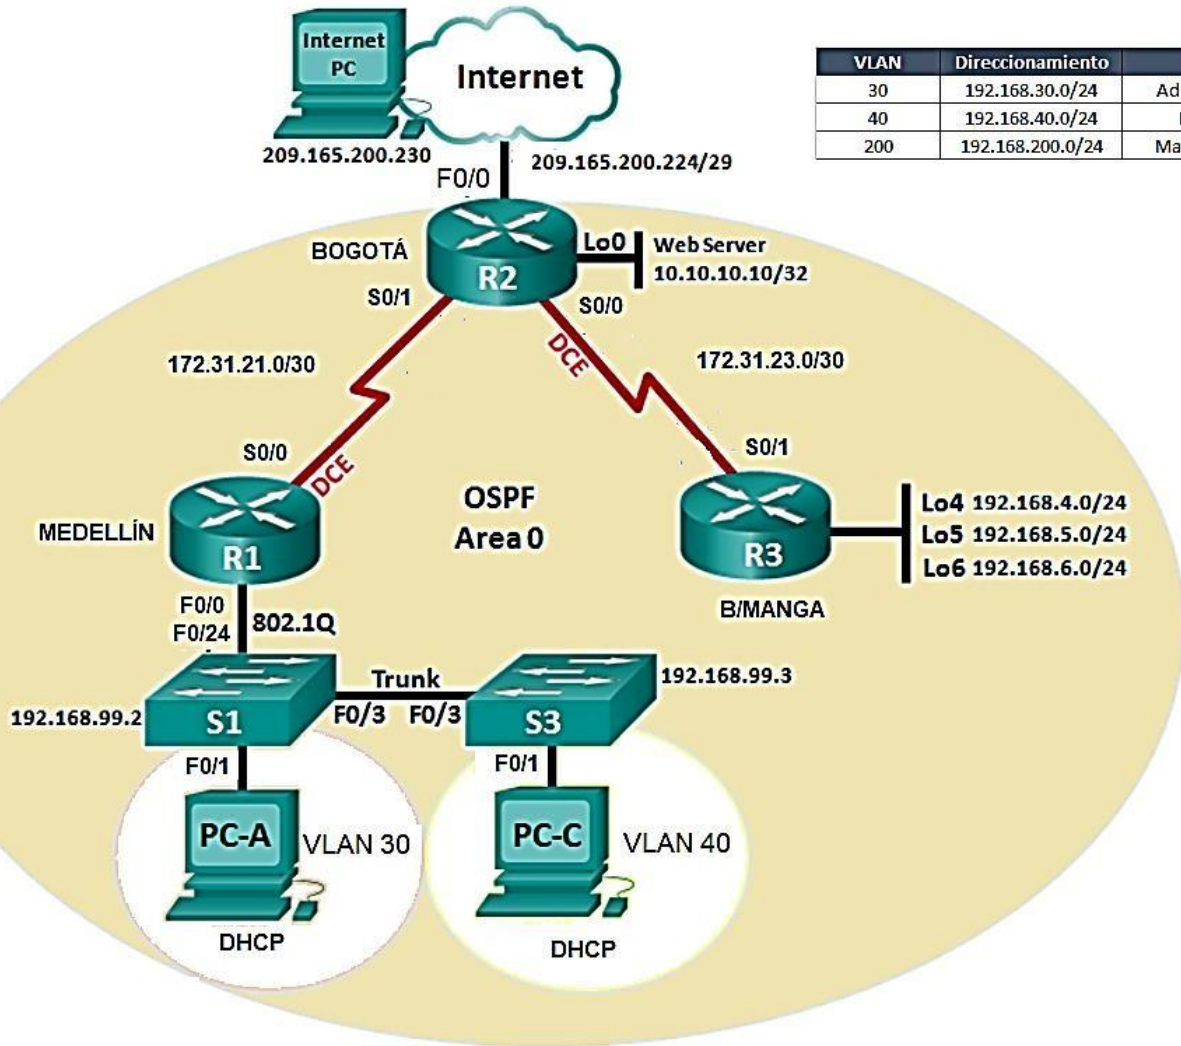 Internet
PC
Internet
209.165.200.230
209.165.200.224/29
F0/0
VLAN Direccionamiento
30 192.168.30.0/24 Ad
40 192.168.40.0/24
200 192.168.200.0/24 Ma
BOGOTÁ
R2
Lo0
Web Server
10.10.10.10/32
S0/1
S0/0
DCE
172.31.21.0/30
172.31.23.0/30
S0/0
DCE
S0/1
OSPF
Area 0
MEDELLÍN
R1
R3
B/MANGA
Lo4 192.168.4.0/24
Lo5 192.168.5.0/24
Lo6 192.168.6.0/24
F0/0
F0/24
802.1Q
Trunk
F0/3 F0/3
192.168.99.3
192.168.99.2
S1
S3
F0/1
F0/1
PC-A
VLAN 30
DHCP
PC-C
VLAN 40
DHCP